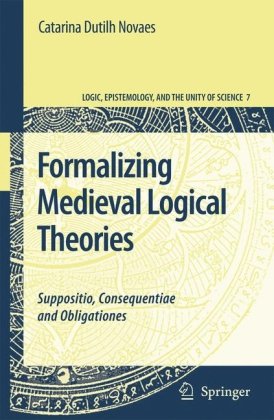 Catarina Dutilh Novaes
LOGIC, EPISTEMOLOGY, AND THE UNITY OF SCIENCE 7
Formalizing
Medieval Logical
Theories
Suppositio, Consequentiae
and Obligationes
Springer